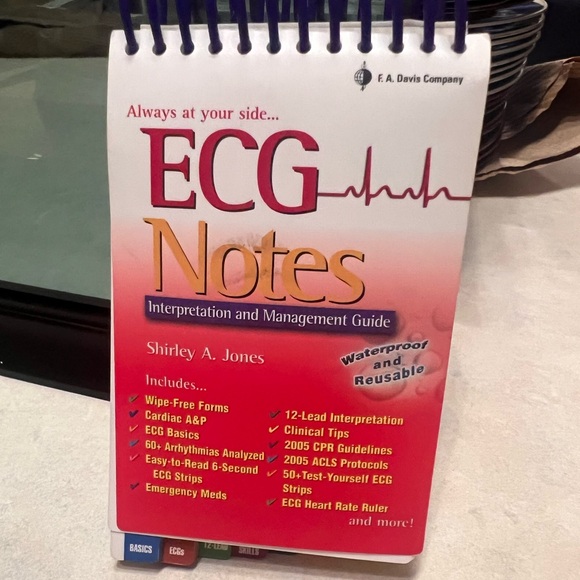 F. A. Davis Company
Always at your side...
ECG
Notes
Interpretation and Management Guide
Shirley A. Jones
Waterproof
and
Reusable
Includes...
Wipe-Free Forms
Cardiac A&P
ECG Basics
60+ Arrhythmias Analyzed
Easy-to-Read 6-Second
ECG Strips
Emergency Meds
12-Lead Interpretation
Clinical Tips
2005 CPR Guidelines
2005 ACLS Protocols
50+Test-Yourself ECG
Strips
ECG Heart Rate Ruler
and more!
BASICS
ECGs
12-LEAD
SKILLS